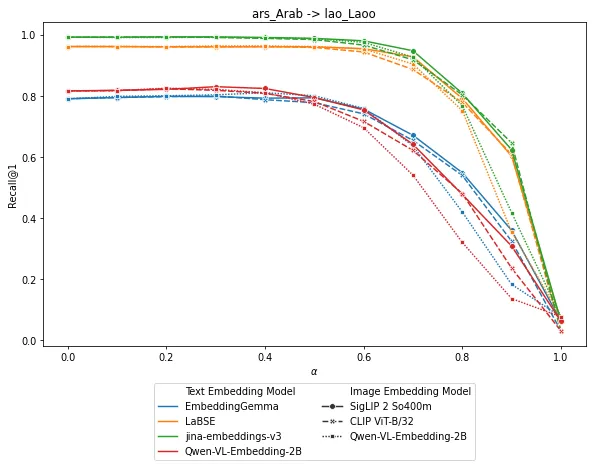 ars_Arab -> lao_Laoo
Recall@1
1.0
0.8
0.6
0.4
0.2
0.0
0.0 0.2 0.4 0.6 0.8 1.0
α
Text Embedding Model
EmbeddingGemma
LaBSE
jina-embeddings-v3
Qwen-VL-Embedding-2B
Image Embedding Model
SigLIP 2 So400m
CLIP ViT-B/32
Qwen-VL-Embedding-2B